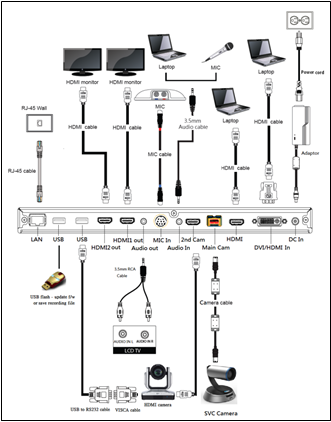 Laptop
MIC
Laptop
HDMI monitor
HDMI monitor
MIC
Laptop
Power cord
RJ-45 Wall
3.5mm
Audio cable
HDMI cable
HDMI cable
MIC cable
HDMI cable
HDMI cable
Adaptor
RJ-45 cable
LAN
USB
USB
HDMI2 out
HDMI1 out
Audio out
MIC In
Audio In
2nd Cam
Main Cam
HDMI
DVI/HDMI In
DC In
3.5mm RCA
Cable
Camera cable
USB flash - update f/w
or save recording file
AUDIO IN-L
AUDIO IN-R
LCD TV
USB to RS232 cable
VISCA cable
HDMI camera
SVC Camera